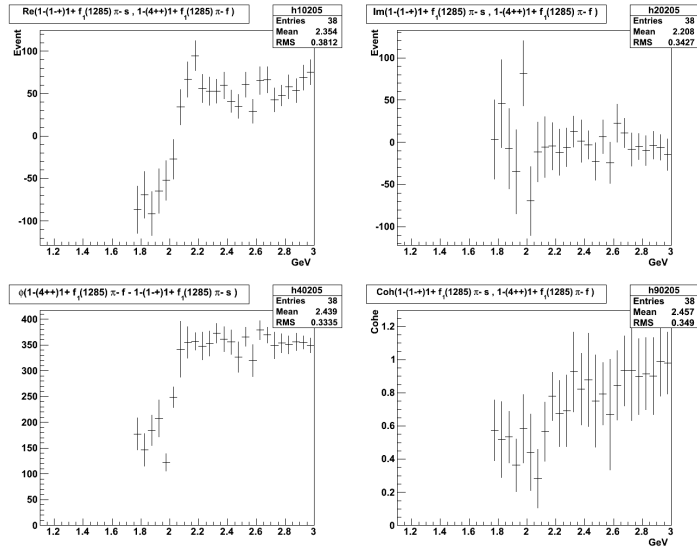 Re(1-(1-+)1+ f1(1285) π- s , 1-(4++)1+ π- f )
h10205
Entries 38
Mean 2.354
RMS 0.3812
Event
100
50
0
-50
-100
1.2 1.4 1.6 1.8 2 2.2 2.4 2.6 2.8 3
GeV
Im(1-(1-+)1+ f1(1285) π- s , 1-(4++)1+ π- f )
h20205
Entries 38
Mean 2.208
RMS 0.3427
Event
100
50
0
-50
-100
1.2 1.4 1.6 1.8 2 2.2 2.4 2.6 2.8 3
GeV
φ(1-(4++)1+ f1(1285) π- f - 1-(1-+)1+ f1(1285) π- s )
h40205
Entries 38
Mean 2.439
RMS 0.3335
400
350
300
250
200
150
100
50
0
1.2 1.4 1.6 1.8 2 2.2 2.4 2.6 2.8 3
Coh(1-(1-+)1+ f1(1285) π- s , 1-(4++)1+ f1(1285) π- f )
h90205
Entries 38
Mean 2.457
RMS 0.349
Cohe
1.2
1
0.8
0.6
0.4
0.2
0
1.2 1.4 1.6 1.8 2 2.2 2.4 2.6 2.8 3
GeV